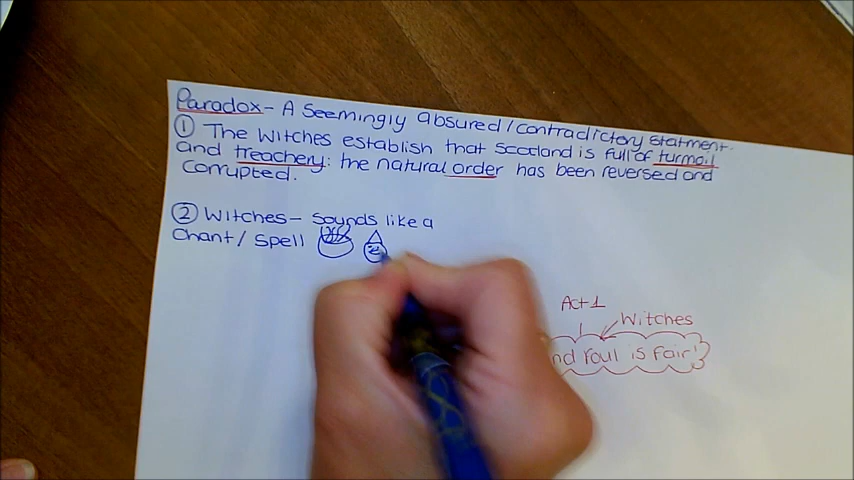 Paradox - A Seemingly absured/contradictory statment.
① The Witches establish that Scotland is full of turmoil
and treachery: the natural order has been reversed and
corrupted.
② Witches - sounds like a
Chant/Spell
Act 1
Witches
nd foul is fair!